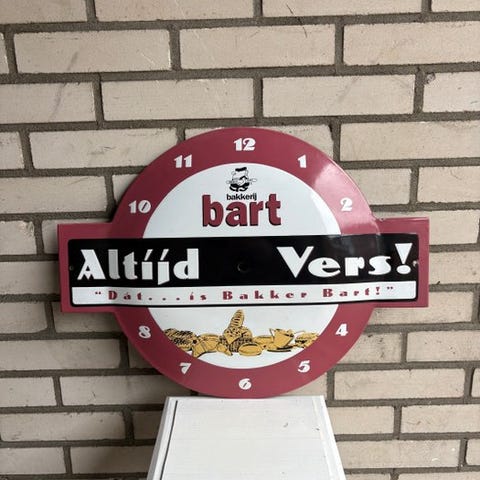 12
11 1
10 2
bakkerij
bart
Altijd Vers!
"Dát...is Bakker Bart!"
8 4
7 5
6